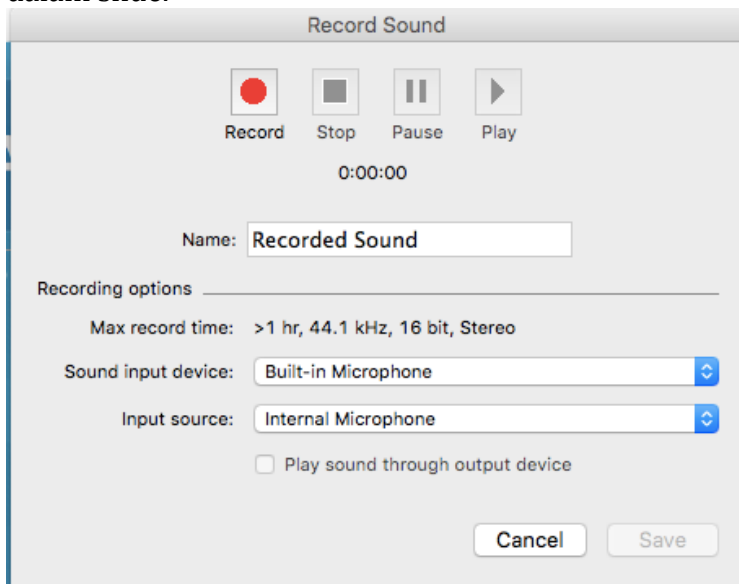 Record Sound
Record Stop Pause Play
0:00:00
Name: Recorded Sound
Recording options
Max record time: >1 hr, 44.1 kHz, 16 bit, Stereo
Sound input device: Built-in Microphone
Input source: Internal Microphone
Play sound through output device
Cancel Save